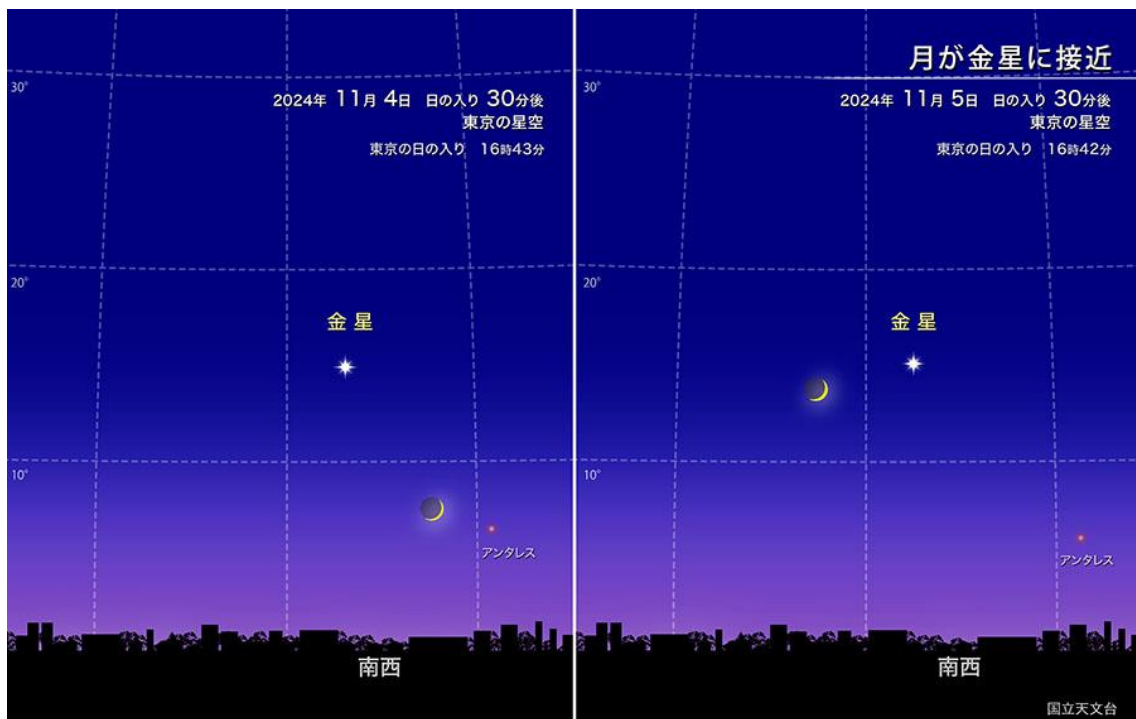 30°
2024年 11月 4日 日の入り 30分後
東京の星空
東京の日の入り 16時43分
20°
金星
10°
アンタレス
南西
月が金星に接近
30°
2024年 11月 5日 日の入り 30分後
東京の星空
東京の日の入り 16時42分
20°
金星
10°
アンタレス
南西
国立天文台